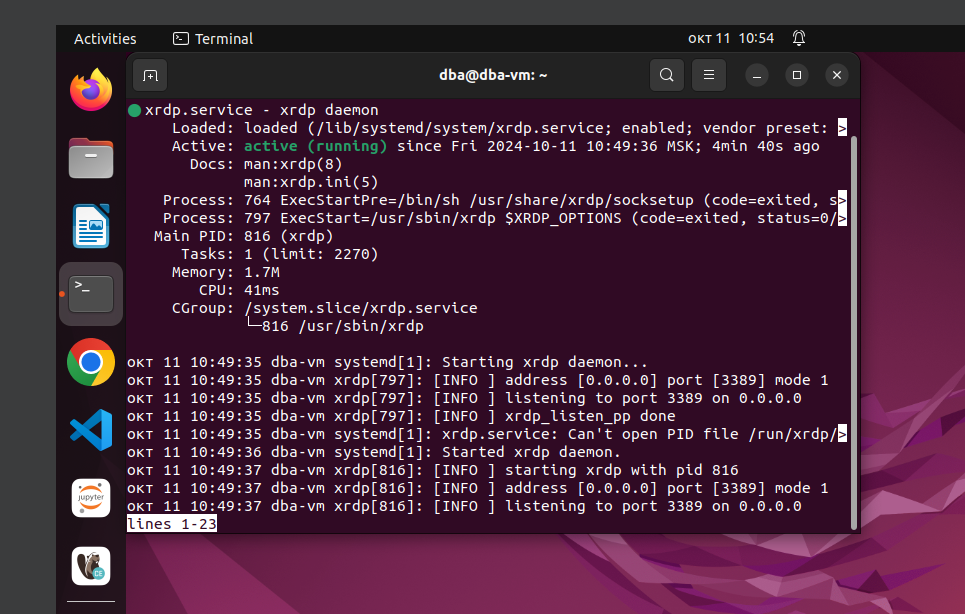 Activities
Terminal
окт 11 10:54
dba@dba-vm: ~
xrdp.service - xrdp daemon
Loaded: loaded (/lib/systemd/system/xrdp.service; enabled; vendor preset: >
Active: active (running) since Fri 2024-10-11 10:49:36 MSK; 4min 40s ago
Docs: man:xrdp(8)
man:xrdp.ini(5)
Process: 764 ExecStartPre=/bin/sh /usr/share/xrdp/socksetup (code=exited, s>
Process: 797 ExecStart=/usr/sbin/xrdp $XRDP_OPTIONS (code=exited, status=0/>
Main PID: 816 (xrdp)
Tasks: 1 (limit: 2270)
Memory: 1.7M
CPU: 41ms
CGroup: /system.slice/xrdp.service
└─816 /usr/sbin/xrdp
окт 11 10:49:35 dba-vm systemd[1]: Starting xrdp daemon...
окт 11 10:49:35 dba-vm xrdp[797]: [INFO ] address [0.0.0.0] port [3389] mode 1
окт 11 10:49:35 dba-vm xrdp[797]: [INFO ] listening to port 3389 on 0.0.0.0
окт 11 10:49:35 dba-vm xrdp[797]: [INFO ] xrdp_listen_pp done
окт 11 10:49:35 dba-vm systemd[1]: xrdp.service: Can't open PID file /run/xrdp/>
окт 11 10:49:36 dba-vm systemd[1]: Started xrdp daemon.
окт 11 10:49:37 dba-vm xrdp[816]: [INFO ] starting xrdp with pid 816
окт 11 10:49:37 dba-vm xrdp[816]: [INFO ] address [0.0.0.0] port [3389] mode 1
окт 11 10:49:37 dba-vm xrdp[816]: [INFO ] listening to port 3389 on 0.0.0.0
lines 1-23
>_
jupyter
CE